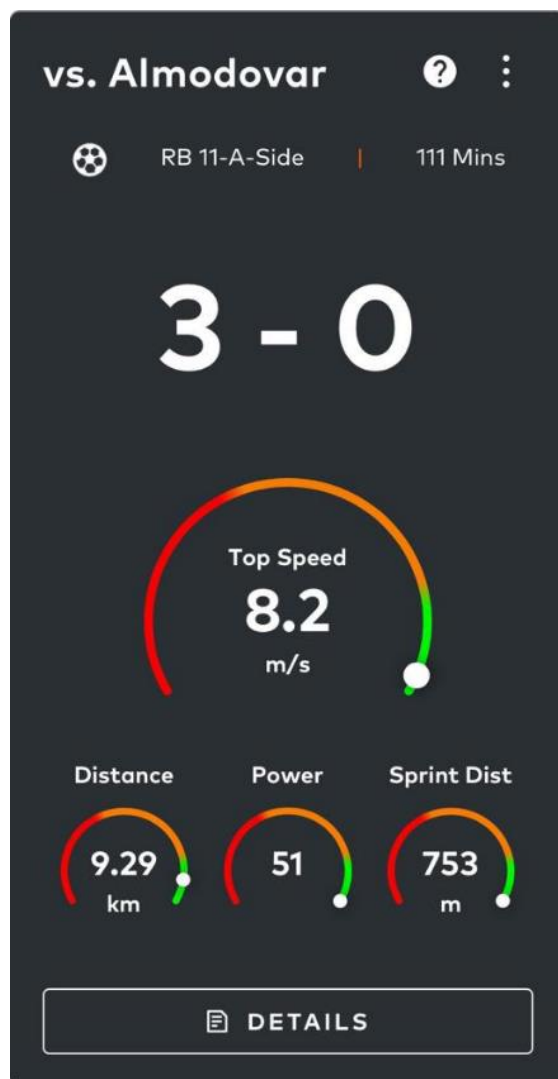 vs. Almodovar ?
RB 11-A-Side | 111 Mins
3 - 0
Top Speed
8.2
m/s
Distance Power Sprint Dist
9.29 51 753
km m
DETAILS